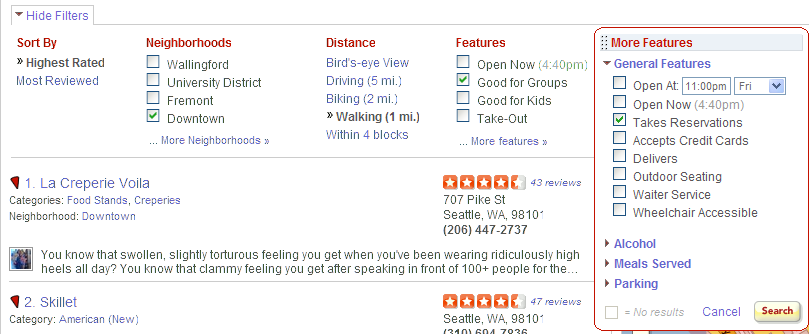 Hide Filters
Sort By
» Highest Rated
Most Reviewed
Neighborhoods
Wallingford
University District
Fremont
Downtown
... More Neighborhoods »
Distance
Bird's-eye View
Driving (5 mi.)
Biking (2 mi.)
» Walking (1 mi.)
Within 4 blocks
Features
Open Now (4:40pm)
Good for Groups
Good for Kids
Take-Out
... More features »
1. La Creperie Voila
Categories: Food Stands, Creperies
Neighborhood: Downtown
43 reviews
707 Pike St
Seattle, WA, 98101
(206) 447-2737
You know that swollen, slightly torturous feeling you get when you've been wearing ridiculously high
heels all day? You know that clammy feeling you get after speaking in front of 100+ people for the...
2. Skillet
Category: American (New)
47 reviews
Seattle, WA, 98101
(310) 694-7836
More Features
General Features
Open At: 11:00pm Fri
Open Now (4:40pm)
Takes Reservations
Accepts Credit Cards
Delivers
Outdoor Seating
Waiter Service
Wheelchair Accessible
Alcohol
Meals Served
Parking
= No results Cancel Search